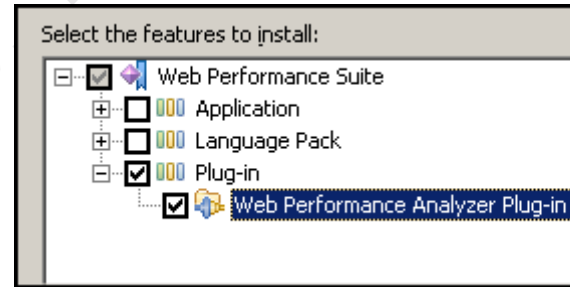 Select the features to install:
Web Performance Suite
Application
Language Pack
Plug-in
Web Performance Analyzer Plug-in